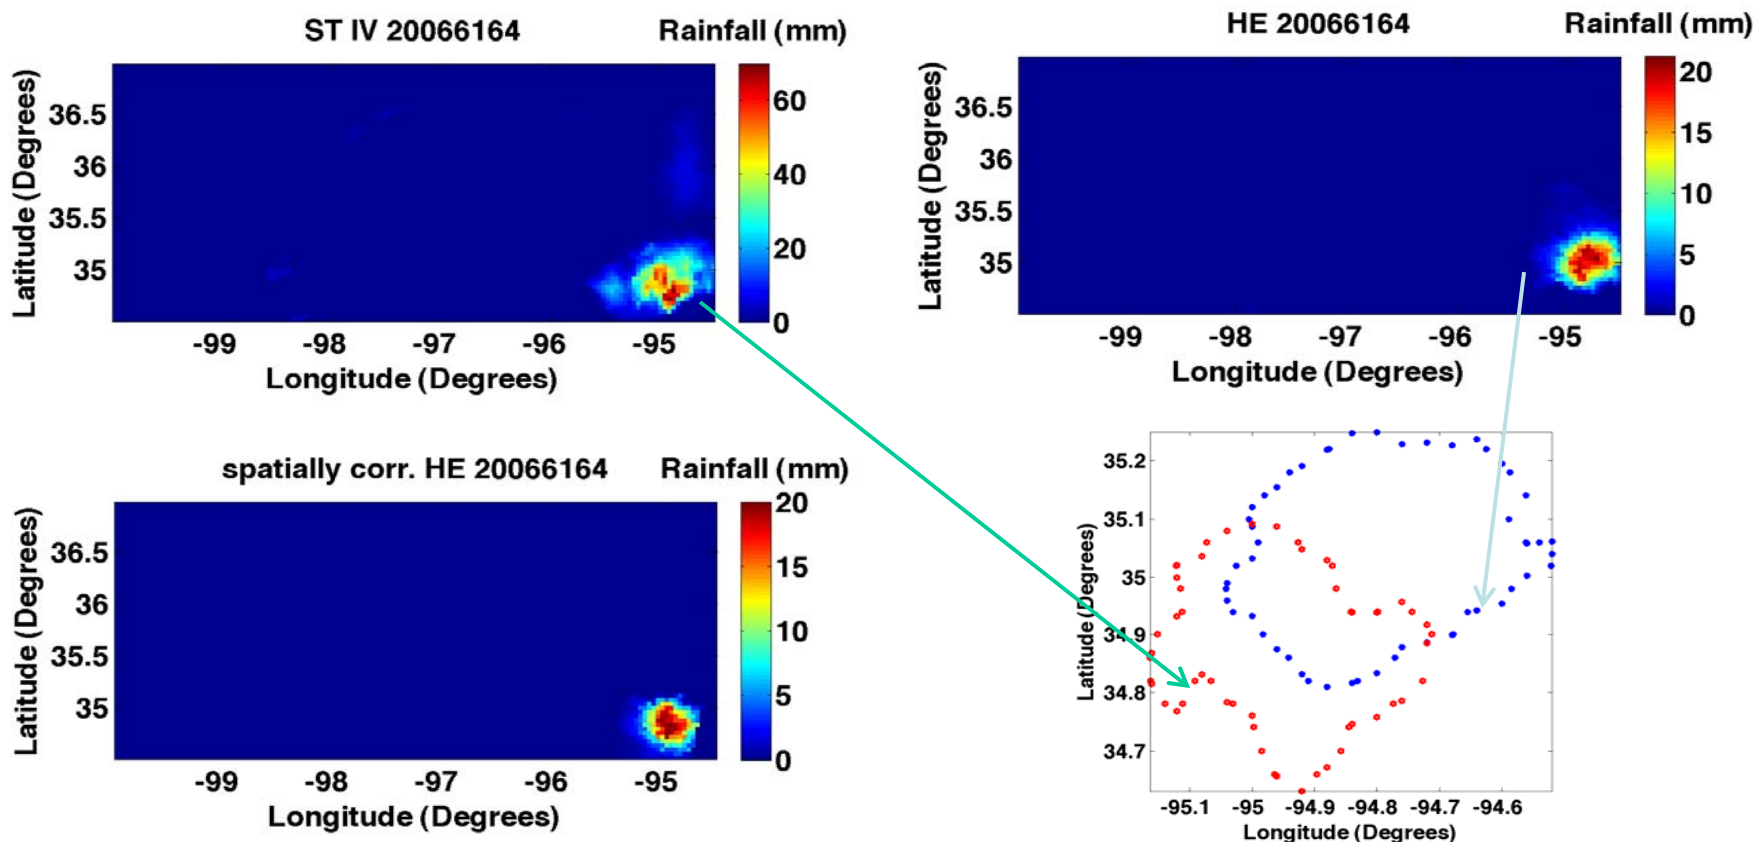 ST IV 20066164
Rainfall (mm)
Latitude (Degrees)
36.5
36
35.5
35
60
40
20
0
-99 -98 -97 -96 -95
Longitude (Degrees)
HE 20066164
Rainfall (mm)
Latitude (Degrees)
36.5
36
35.5
35
20
15
10
5
0
-99 -98 -97 -96 -95
Longitude (Degrees)
spatially corr. HE 20066164
Rainfall (mm)
Latitude (Degrees)
36.5
36
35.5
35
20
15
10
5
0
-99 -98 -97 -96 -95
Longitude (Degrees)
Latitude (Degrees)
35.2
35.1
35
34.9
34.8
34.7
-95.1 -95 -94.9 -94.8 -94.7 -94.6
Longitude (Degrees)